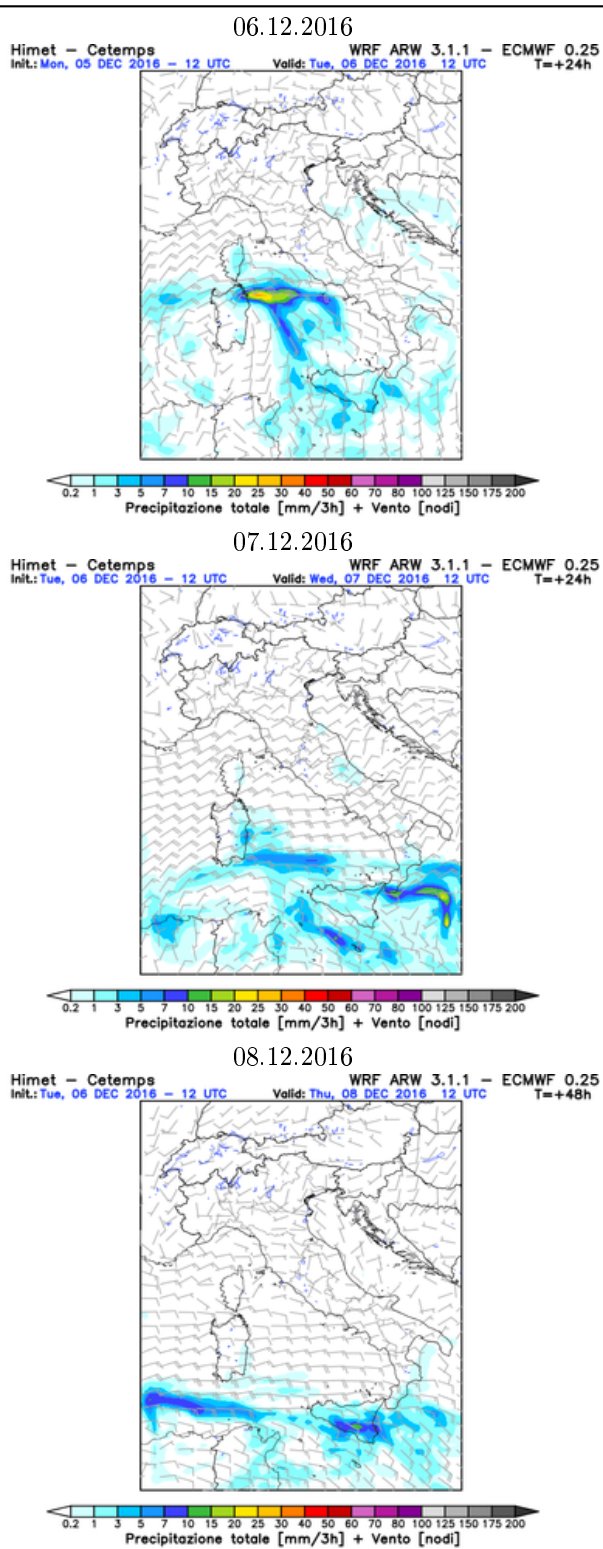 06.12.2016
Himet – Cetemps WRF ARW 3.1.1 – ECMWF 0.25
Init.: Mon, 05 DEC 2016 – 12 UTC Valid: Tue, 06 DEC 2016 12 UTC T=+24h
0.2 1 3 5 7 10 15 20 25 30 40 50 60 70 80 100 125 150 175 200
Precipitazione totale [mm/3h] + Vento [nodi]
07.12.2016
Himet – Cetemps WRF ARW 3.1.1 – ECMWF 0.25
Init.: Tue, 06 DEC 2016 – 12 UTC Valid: Wed, 07 DEC 2016 12 UTC T=+24h
0.2 1 3 5 7 10 15 20 25 30 40 50 60 70 80 100 125 150 175 200
Precipitazione totale [mm/3h] + Vento [nodi]
08.12.2016
Himet – Cetemps WRF ARW 3.1.1 – ECMWF 0.25
Init.: Tue, 06 DEC 2016 – 12 UTC Valid: Thu, 08 DEC 2016 12 UTC T=+48h
0.2 1 3 5 7 10 15 20 25 30 40 50 60 70 80 100 125 150 175 200
Precipitazione totale [mm/3h] + Vento [nodi]